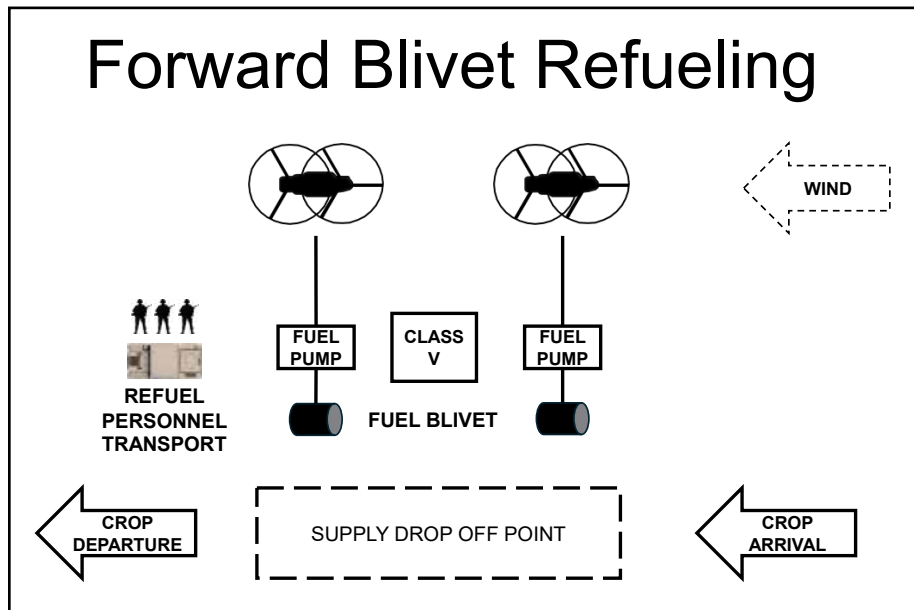 Forward Blivet Refueling
WIND
FUEL
PUMP
CLASS
V
FUEL
PUMP
REFUEL
PERSONNEL
TRANSPORT
FUEL BLIVET
CROP
DEPARTURE
SUPPLY DROP OFF POINT
CROP
ARRIVAL